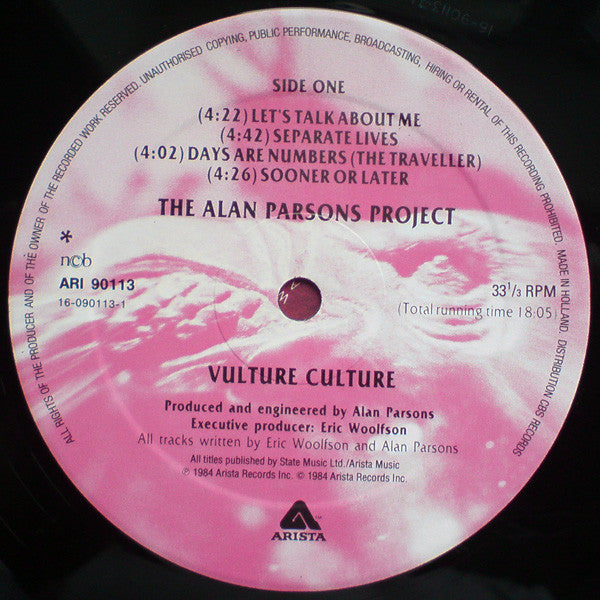 ALL RIGHTS OF THE PRODUCER AND OF THE OWNER OF THE RECORDED WORK RESERVED. UNAUTHORISED COPYING, PUBLIC PERFORMANCE, BROADCASTING, HIRING OR RENTAL OF THIS RECORDING PROHIBITED. MADE IN HOLLAND. DISTRIBUTION CBS RECORDS
SIDE ONE
(4:22) LET'S TALK ABOUT ME
(4:42) SEPARATE LIVES
(4:02) DAYS ARE NUMBERS (THE TRAVELLER)
(4:26) SOONER OR LATER
THE ALAN PARSONS PROJECT
*
n©b
ARI 90113
16-090113-1
33 1/3 RPM
(Total running time 18:05)
VULTURE CULTURE
Produced and engineered by Alan Parsons
Executive producer: Eric Woolfson
All tracks written by Eric Woolfson and Alan Parsons
All titles published by State Music Ltd./Arista Music
℗ 1984 Arista Records Inc. © 1984 Arista Records Inc.
ARISTA